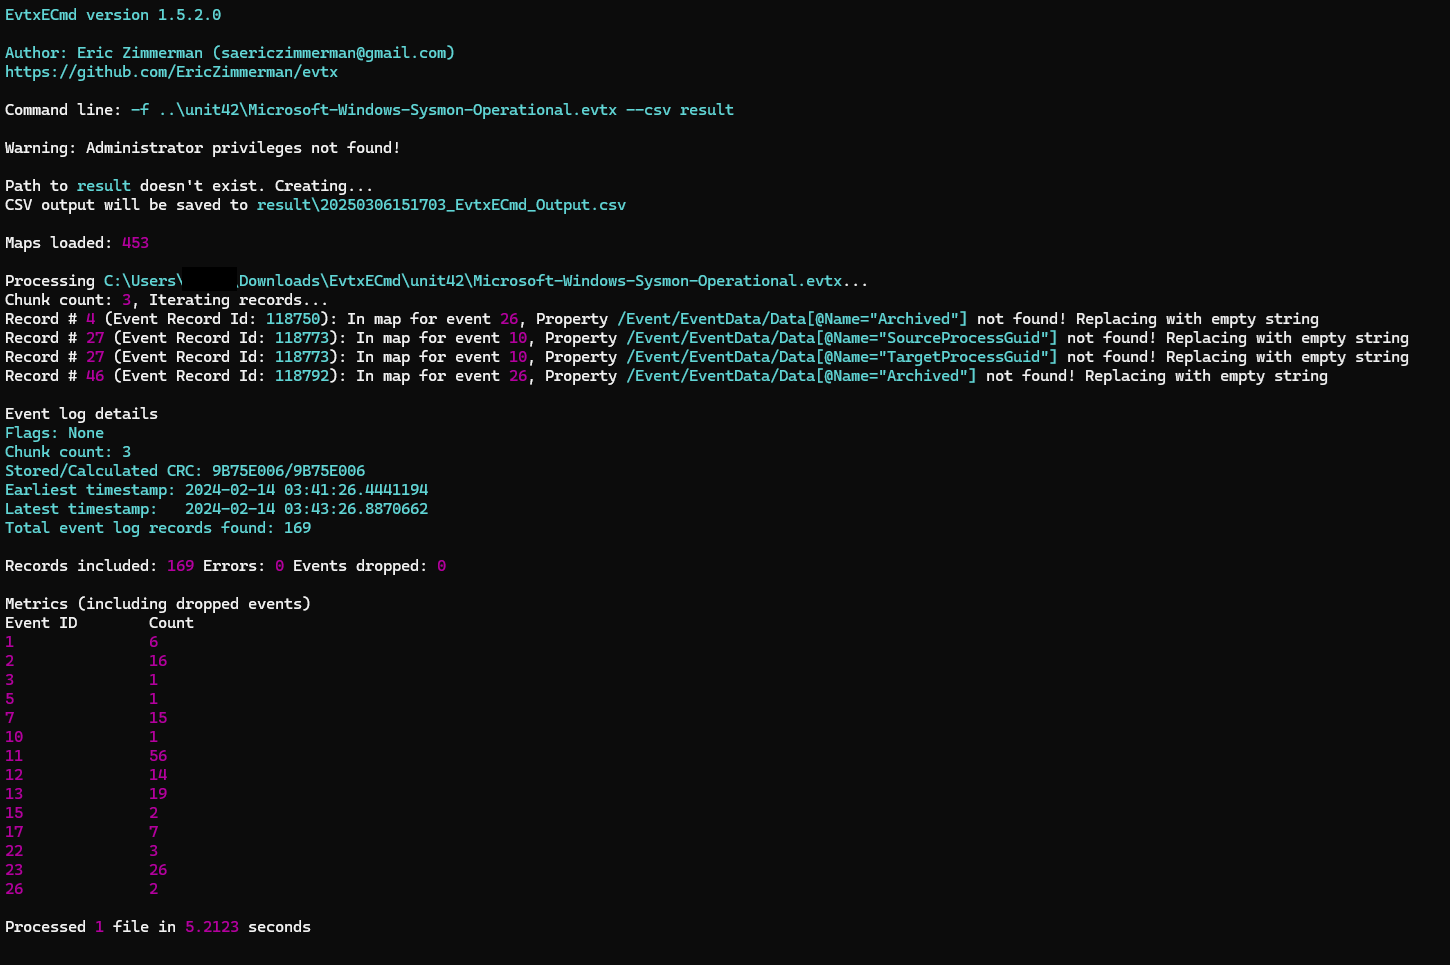 EvtxECmd version 1.5.2.0
Author: Eric Zimmerman (saericzimmerman@gmail.com)
https://github.com/EricZimmerman/evtx
Command line: -f ..\unit42\Microsoft-Windows-Sysmon-Operational.evtx --csv result
Warning: Administrator privileges not found!
Path to result doesn't exist. Creating...
CSV output will be saved to result\20250306151703_EvtxECmd_Output.csv
Maps loaded: 453
Processing C:\Users\ \Downloads\EvtxECmd\unit42\Microsoft-Windows-Sysmon-Operational.evtx...
Chunk count: 3, Iterating records...
Record # 4 (Event Record Id: 118750): In map for event 26, Property /Event/EventData/Data[@Name="Archived"] not found! Replacing with empty string
Record # 27 (Event Record Id: 118773): In map for event 10, Property /Event/EventData/Data[@Name="SourceProcessGuid"] not found! Replacing with empty string
Record # 27 (Event Record Id: 118773): In map for event 10, Property /Event/EventData/Data[@Name="TargetProcessGuid"] not found! Replacing with empty string
Record # 46 (Event Record Id: 118792): In map for event 26, Property /Event/EventData/Data[@Name="Archived"] not found! Replacing with empty string
Event log details
Flags: None
Chunk count: 3
Stored/Calculated CRC: 9B75E006/9B75E006
Earliest timestamp: 2024-02-14 03:41:26.4441194
Latest timestamp:   2024-02-14 03:43:26.8870662
Total event log records found: 169
Records included: 169 Errors: 0 Events dropped: 0
Metrics (including dropped events)
Event ID        Count
1               6
2               16
3               1
5               1
7               15
10              1
11              56
12              14
13              19
15              2
17              7
22              3
23              26
26              2
Processed 1 file in 5.2123 seconds